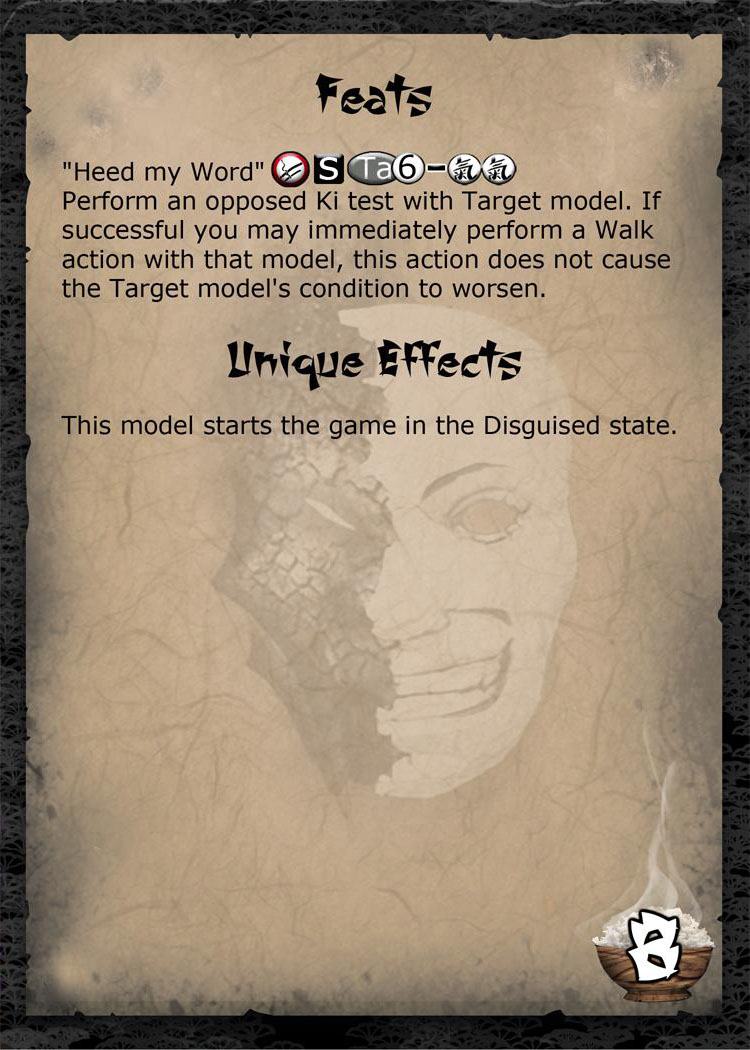 Feats
"Heed my Word" S Ta 6 - 氣 氣
Perform an opposed Ki test with Target model. If
successful you may immediately perform a Walk
action with that model, this action does not cause
the Target model's condition to worsen.
Unique Effects
This model starts the game in the Disguised state.
8